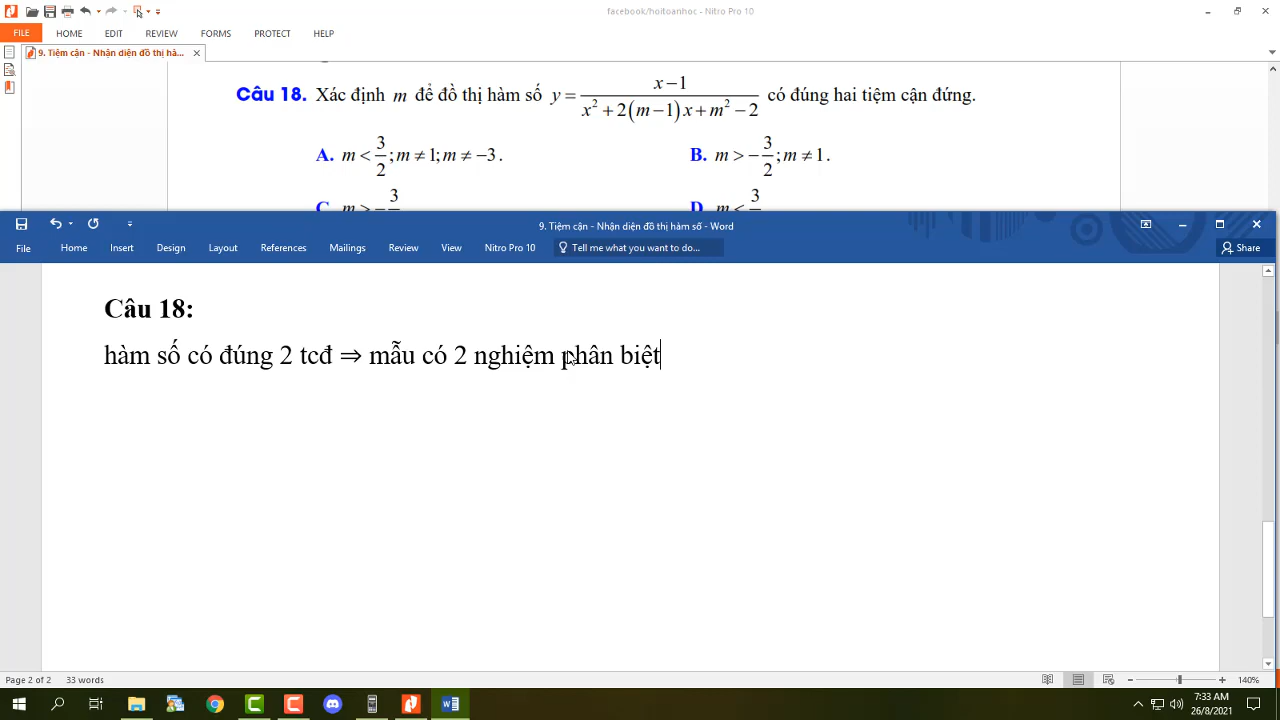 facebook/hoitoanhoc - Nitro Pro 10
FILE HOME EDIT REVIEW FORMS PROTECT HELP
9. Tiệm cận - Nhận diện đồ thị hà...
Câu 18. Xác định m để đồ thị hàm số y = (x−1)/(x²+2(m−1)x+m²−2) có đúng hai tiệm cận đứng.
A. m < 3/2; m ≠ 1; m ≠ −3. B. m > −3/2; m ≠ 1.
9. Tiệm cận - Nhận diện đồ thị hàm số - Word
File Home Insert Design Layout References Mailings Review View Nitro Pro 10 Tell me what you want to do... Share
Câu 18:
hàm số có đúng 2 tcđ ⇒ mẫu có 2 nghiệm phân biệt
Page 2 of 2 33 words 140%
7:33 AM
26/8/2021